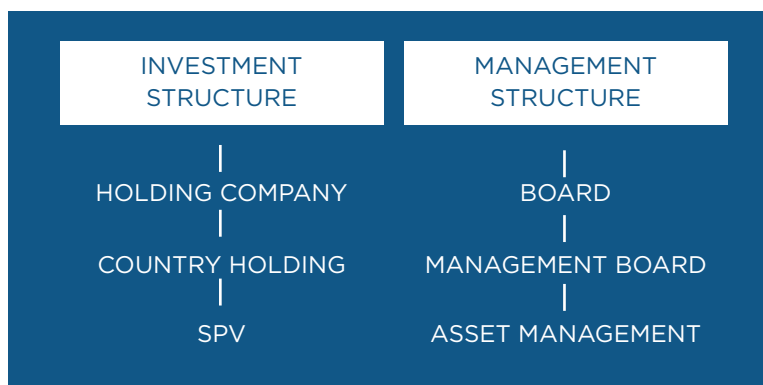 INVESTMENT
STRUCTURE
HOLDING COMPANY
COUNTRY HOLDING
SPV
MANAGEMENT
STRUCTURE
BOARD
MANAGEMENT BOARD
ASSET MANAGEMENT